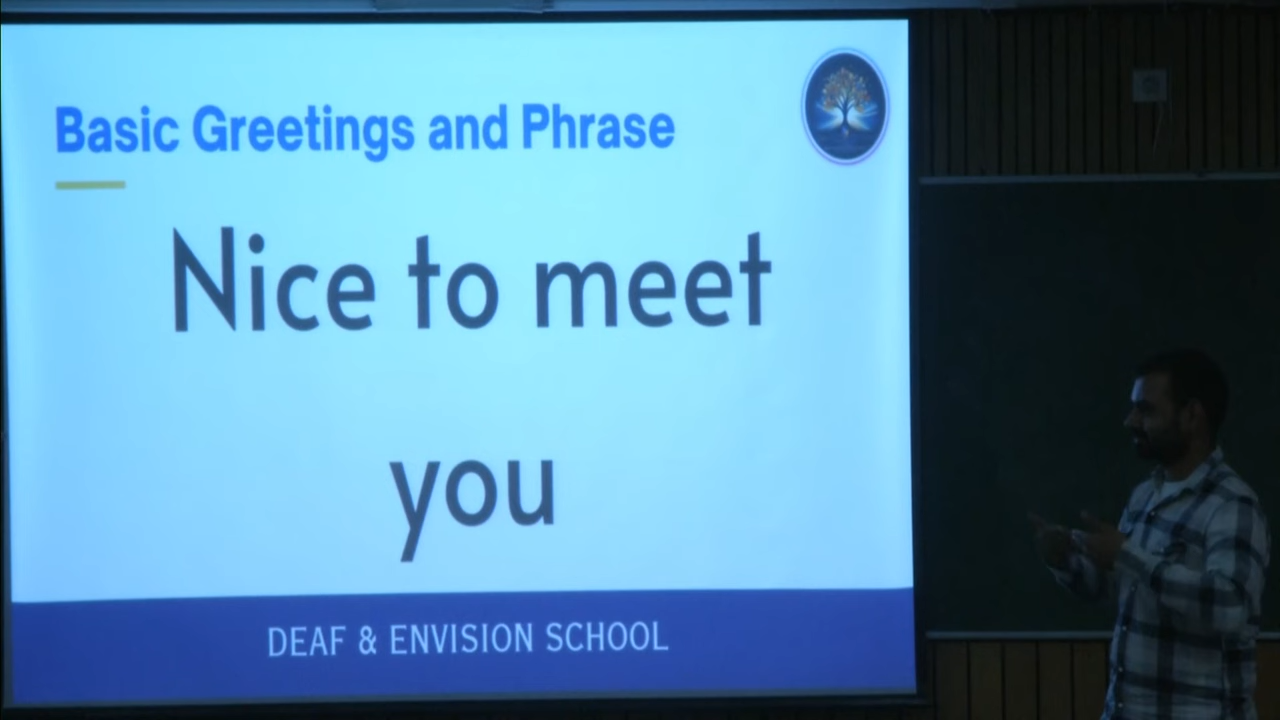 Basic Greetings and Phrase
Nice to meet
you
DEAF & ENVISION SCHOOL